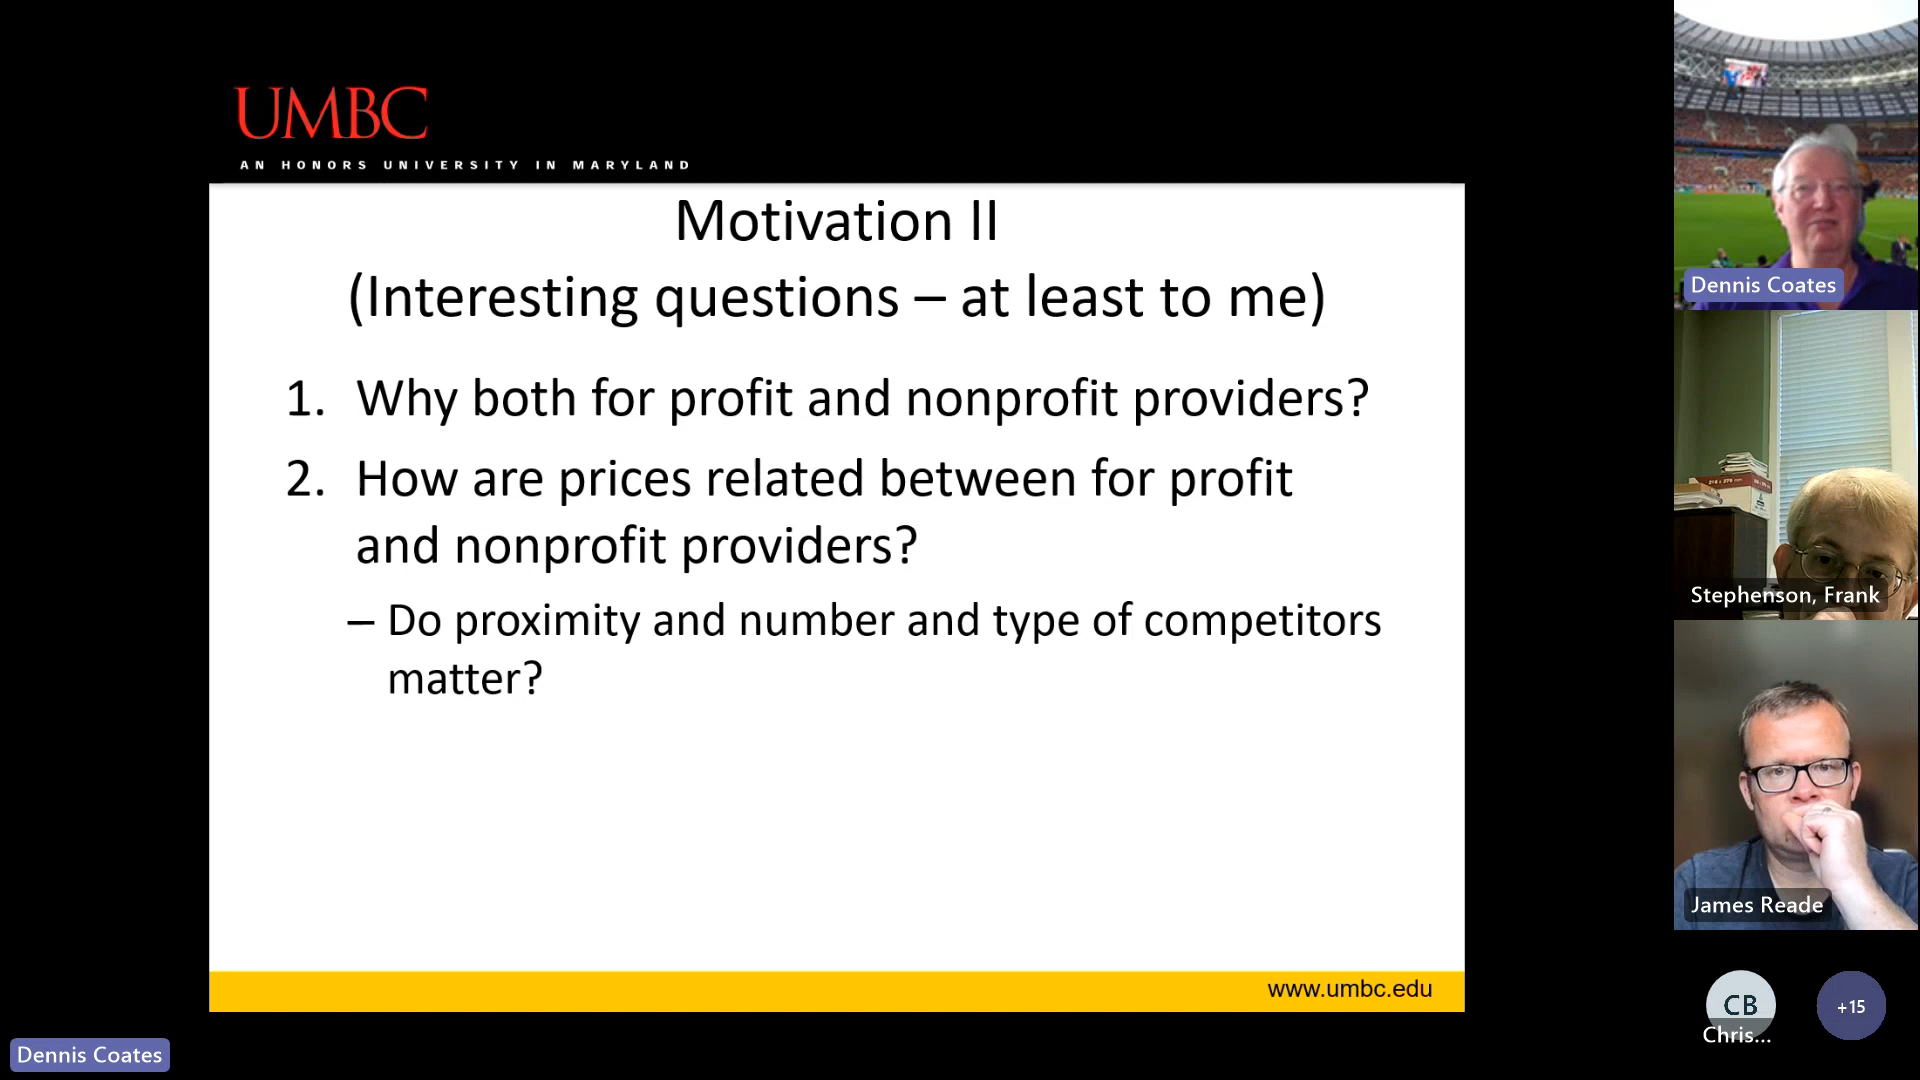 UMBC
AN HONORS UNIVERSITY IN MARYLAND
Motivation II
(Interesting questions – at least to me)
1. Why both for profit and nonprofit providers?
2. How are prices related between for profit
and nonprofit providers?
– Do proximity and number and type of competitors
matter?
www.umbc.edu
Dennis Coates
Dennis Coates
Stephenson, Frank
James Reade
CB
Chris...
+15